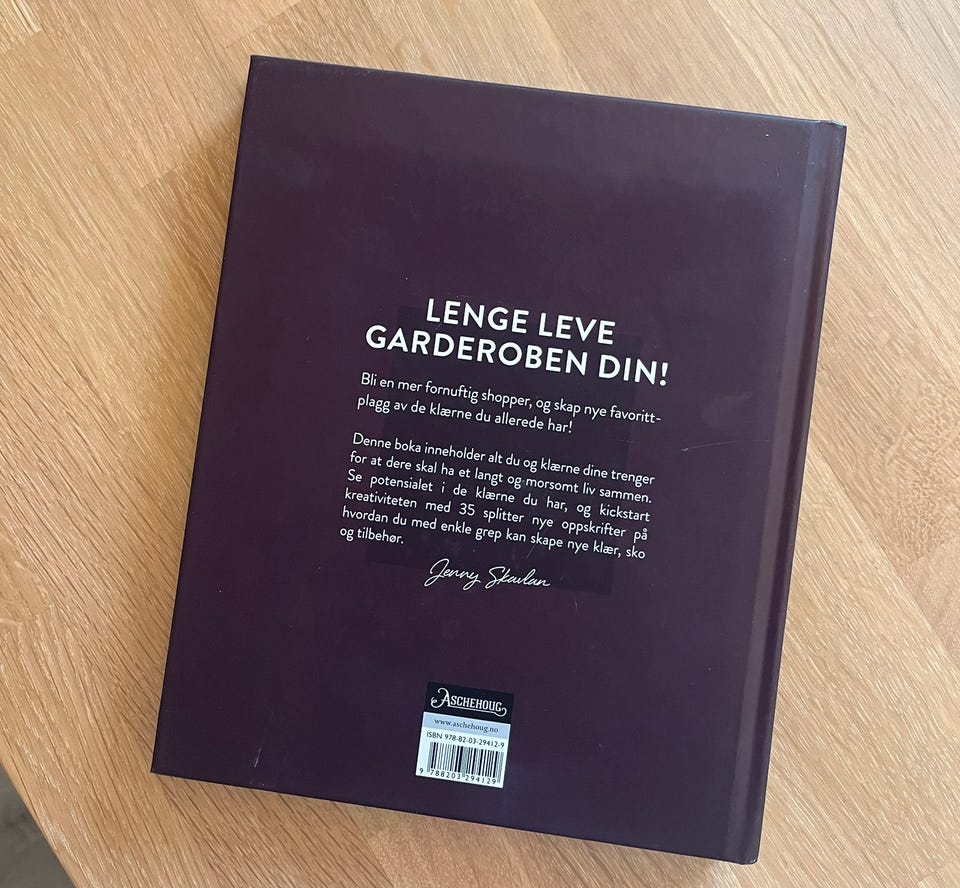 LENGE LEVE
GARDEROBEN DIN!
Bli en mer fornuftig shopper, og skap nye favoritt-
plagg av de klærne du allerede har!
Denne boka inneholder alt du og klærne dine trenger
for at dere skal ha et langt og morsomt liv sammen.
Se potensialet i de klærne du har, og kickstart
kreativiteten med 35 splitter nye oppskrifter på
hvordan du med enkle grep kan skape nye klær, sko
og tilbehør.
Jenny Skavlan
ASCHEHOUG
www.aschehoug.no
ISBN 978-82-03-29412-9
9 788203 294129